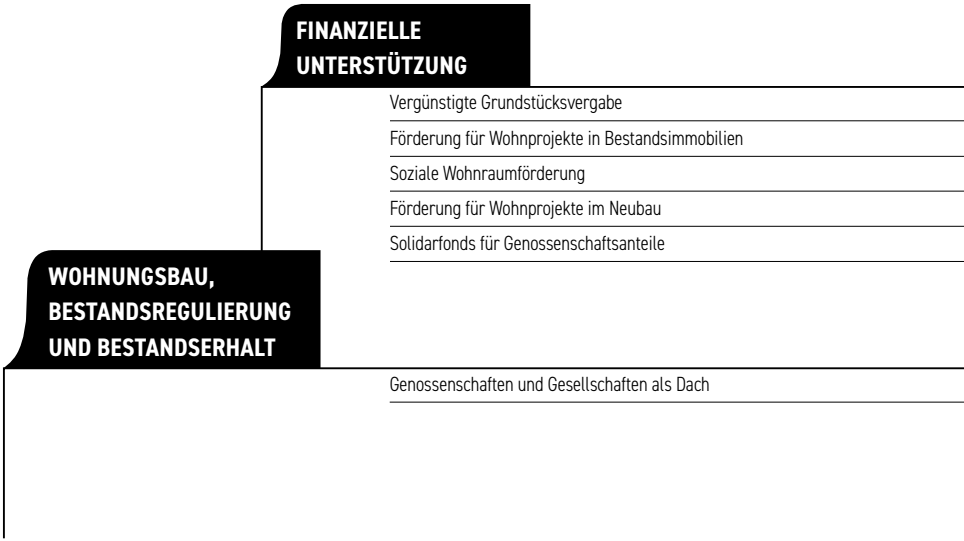 FINANZIELLE
UNTERSTÜTZUNG
Vergünstigte Grundstücksvergabe
Förderung für Wohnprojekte in Bestandsimmobilien
Soziale Wohnraumförderung
Förderung für Wohnprojekte im Neubau
Solidarfonds für Genossenschaftsanteile
WOHNUNGSBAU,
BESTANDSREGULIERUNG
UND BESTANDSERHALT
Genossenschaften und Gesellschaften als Dach